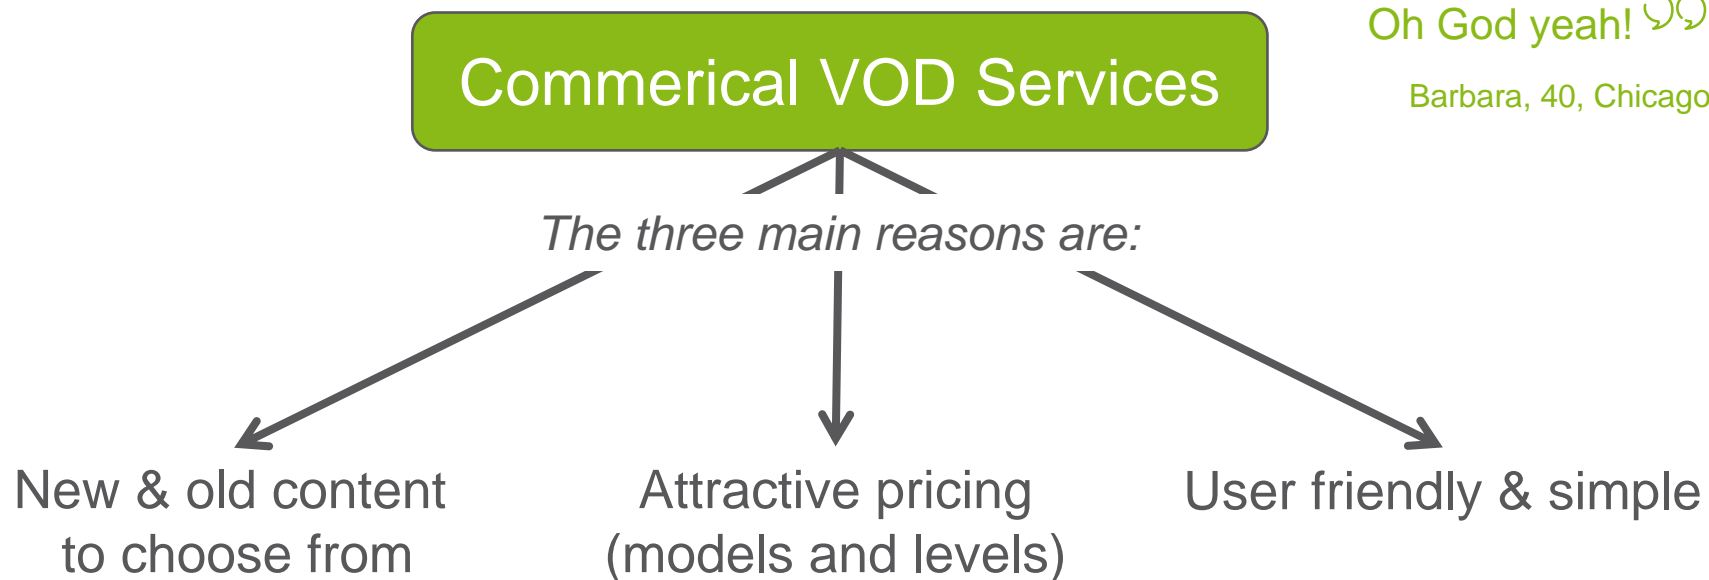 Oh God yeah!
Commerical VOD Services
Barbara, 40, Chicago
The three main reasons are:
New & old content
to choose from
Attractive pricing
(models and levels)
User friendly & simple